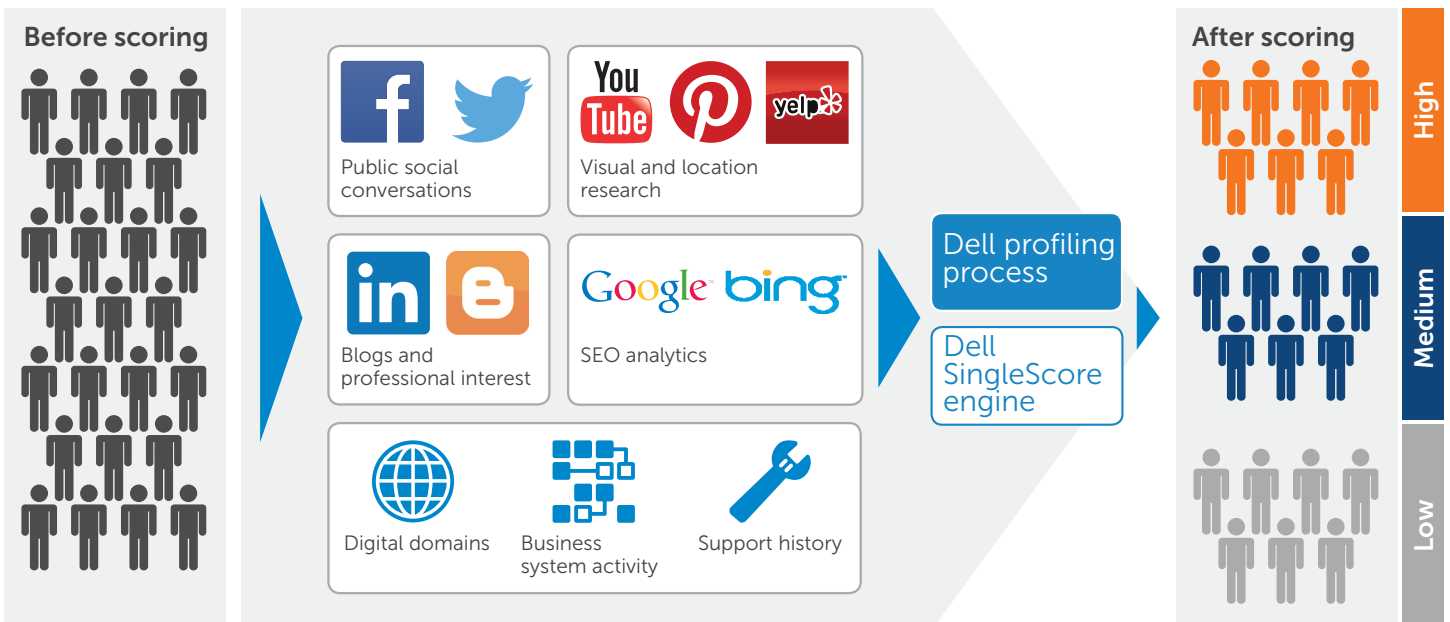 Before scoring
You
Tube
yelp
Public social
conversations
Visual and location
research
in
Google bing
Blogs and
professional interest
SEO analytics
Digital domains
Business
system activity
Support history
Dell profiling
process
Dell
SingleScore
engine
After scoring
High
Medium
Low